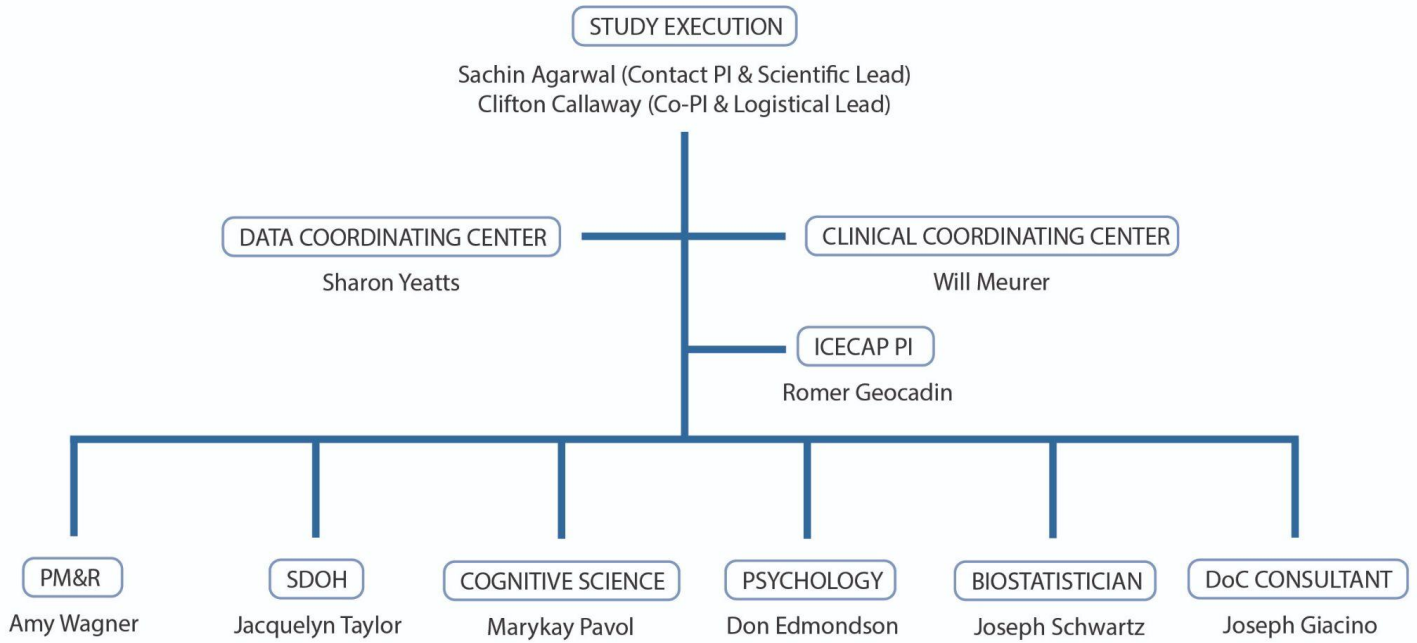 STUDY EXECUTION
Sachin Agarwal (Contact PI & Scientific Lead)
Clifton Callaway (Co-PI & Logistical Lead)
DATA COORDINATING CENTER
Sharon Yeatts
CLINICAL COORDINATING CENTER
Will Meurer
ICECAP PI
Romer Geocadin
PM&R
Amy Wagner
SDOH
Jacquelyn Taylor
COGNITIVE SCIENCE
Marykay Pavol
PSYCHOLOGY
Don Edmondson
BIOSTATISTICIAN
Joseph Schwartz
DoC CONSULTANT
Joseph Giacino